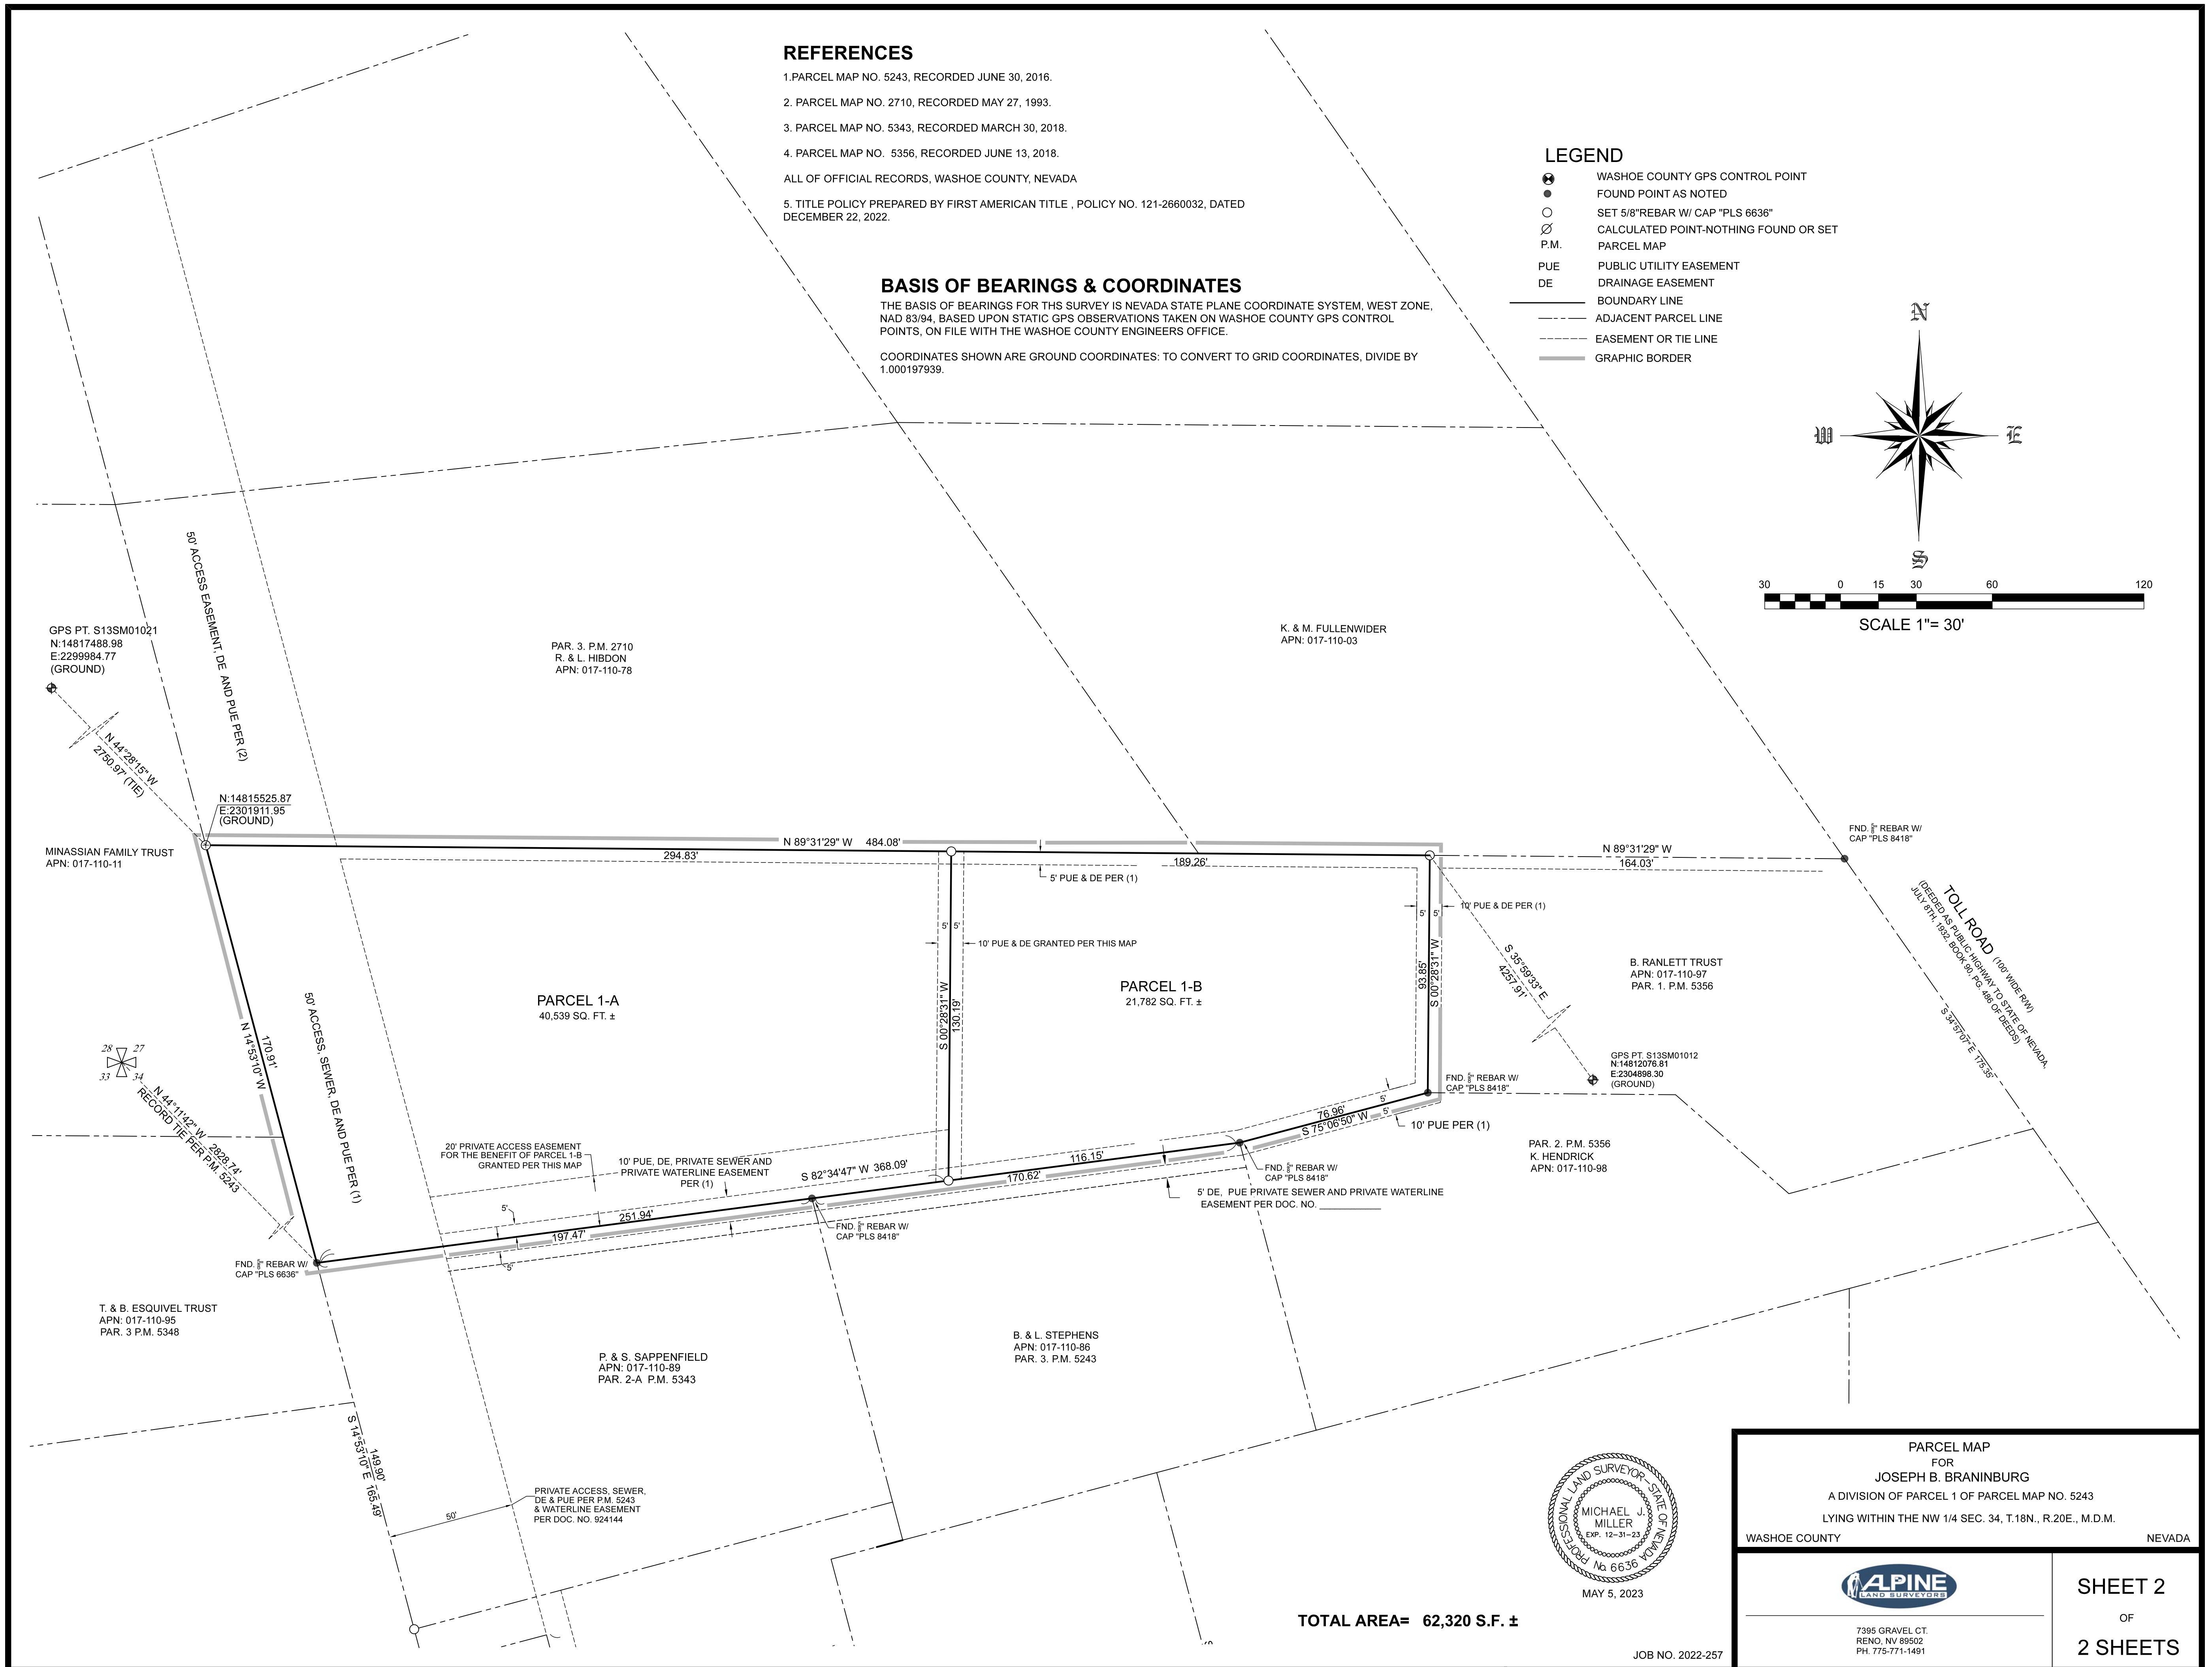 REFERENCES
1.PARCEL MAP NO. 5243, RECORDED JUNE 30, 2016.
2. PARCEL MAP NO. 2710, RECORDED MAY 27, 1993.
3. PARCEL MAP NO. 5343, RECORDED MARCH 30, 2018.
4. PARCEL MAP NO. 5356, RECORDED JUNE 13, 2018.
ALL OF OFFICIAL RECORDS, WASHOE COUNTY, NEVADA
5. TITLE POLICY PREPARED BY FIRST AMERICAN TITLE , POLICY NO. 121-2660032, DATED
DECEMBER 22, 2022.
BASIS OF BEARINGS & COORDINATES
THE BASIS OF BEARINGS FOR THS SURVEY IS NEVADA STATE PLANE COORDINATE SYSTEM, WEST ZONE,
NAD 83/94, BASED UPON STATIC GPS OBSERVATIONS TAKEN ON WASHOE COUNTY GPS CONTROL
POINTS, ON FILE WITH THE WASHOE COUNTY ENGINEERS OFFICE.
COORDINATES SHOWN ARE GROUND COORDINATES: TO CONVERT TO GRID COORDINATES, DIVIDE BY
1.000197939.
LEGEND
WASHOE COUNTY GPS CONTROL POINT
FOUND POINT AS NOTED
SET 5/8"REBAR W/ CAP "PLS 6636"
CALCULATED POINT-NOTHING FOUND OR SET
P.M. PARCEL MAP
PUE PUBLIC UTILITY EASEMENT
DE DRAINAGE EASEMENT
BOUNDARY LINE
ADJACENT PARCEL LINE
EASEMENT OR TIE LINE
GRAPHIC BORDER
N
W E
S
30 0 15 30 60 120
SCALE 1"= 30'
50' ACCESS EASEMENT, DE AND PUE PER (2)
GPS PT. S13SM01021
N:14817488.98
E:2299984.77
(GROUND)
N 44°28'15" W
2750.97' (TIE)
PAR. 3. P.M. 2710
R. & L. HIBDON
APN: 017-110-78
K. & M. FULLENWIDER
APN: 017-110-03
N:14815525.87
E:2301911.95
(GROUND)
MINASSIAN FAMILY TRUST
APN: 017-110-11
N 89°31'29" W 484.08'
294.83'
189.26'
5' PUE & DE PER (1)
N 89°31'29" W
164.03'
FND. 5/8" REBAR W/
CAP "PLS 8418"
TOLL ROAD (100' WIDE R/W)
(DEEDED AS PUBLIC HIGHWAY TO STATE OF NEVADA,
JULY 8TH, 1932, BOOK 90, PG. 486 OF DEEDS)
S 34°57'07" E 175.35'
5' 5'
10' PUE & DE GRANTED PER THIS MAP
5' 5'
10' PUE & DE PER (1)
PARCEL 1-A
40,539 SQ. FT. ±
PARCEL 1-B
21,782 SQ. FT. ±
S 00°28'31" W
130.19'
93.85'
S 00°28'31" W
S 35°59'33" E
4257.91'
B. RANLETT TRUST
APN: 017-110-97
PAR. 1. P.M. 5356
GPS PT. S13SM01012
N:14812076.81
E:2304898.30
(GROUND)
170.91'
N 14°53'10" W
50' ACCESS, SEWER, DE AND PUE PER (1)
28 27
33 34
N 44°11'42" W 2828.74'
RECORD TIE PER P.M. 5243
FND. 5/8" REBAR W/
CAP "PLS 8418"
76.96'
S 75°06'50" W
5'
5'
10' PUE PER (1)
20' PRIVATE ACCESS EASEMENT
FOR THE BENEFIT OF PARCEL 1-B
GRANTED PER THIS MAP
10' PUE, DE, PRIVATE SEWER AND
PRIVATE WATERLINE EASEMENT
PER (1)
S 82°34'47" W 368.09'
116.15'
170.62'
FND. 5/8" REBAR W/
CAP "PLS 8418"
5' DE, PUE PRIVATE SEWER AND PRIVATE WATERLINE
EASEMENT PER DOC. NO. ____________
PAR. 2. P.M. 5356
K. HENDRICK
APN: 017-110-98
5'
251.94'
197.47'
5'
FND. 5/8" REBAR W/
CAP "PLS 8418"
FND. 5/8" REBAR W/
CAP "PLS 6636"
T. & B. ESQUIVEL TRUST
APN: 017-110-95
PAR. 3 P.M. 5348
P. & S. SAPPENFIELD
APN: 017-110-89
PAR. 2-A P.M. 5343
B. & L. STEPHENS
APN: 017-110-86
PAR. 3. P.M. 5243
149.90'
S 14°53'10" E 165.49'
50'
PRIVATE ACCESS, SEWER,
DE & PUE PER P.M. 5243
& WATERLINE EASEMENT
PER DOC. NO. 924144
PROFESSIONAL LAND SURVEYOR-STATE OF NEVADA
MICHAEL J.
MILLER
EXP. 12-31-23
No. 6636
MAY 5, 2023
TOTAL AREA= 62,320 S.F. ±
JOB NO. 2022-257
PARCEL MAP
FOR
JOSEPH B. BRANINBURG
A DIVISION OF PARCEL 1 OF PARCEL MAP NO. 5243
LYING WITHIN THE NW 1/4 SEC. 34, T.18N., R.20E., M.D.M.
WASHOE COUNTY NEVADA
ALPINE
LAND SURVEYORS
7395 GRAVEL CT.
RENO, NV 89502
PH. 775-771-1491
SHEET 2
OF
2 SHEETS